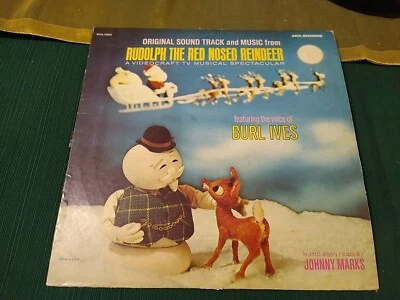 ORIGINAL SOUND TRACK and MUSIC from
RUDOLPH THE RED NOSED REINDEER
A VIDEOCRAFT TV MUSICAL SPECTACULAR
featuring the voice of
BURL IVES
JOHNNY MARKS